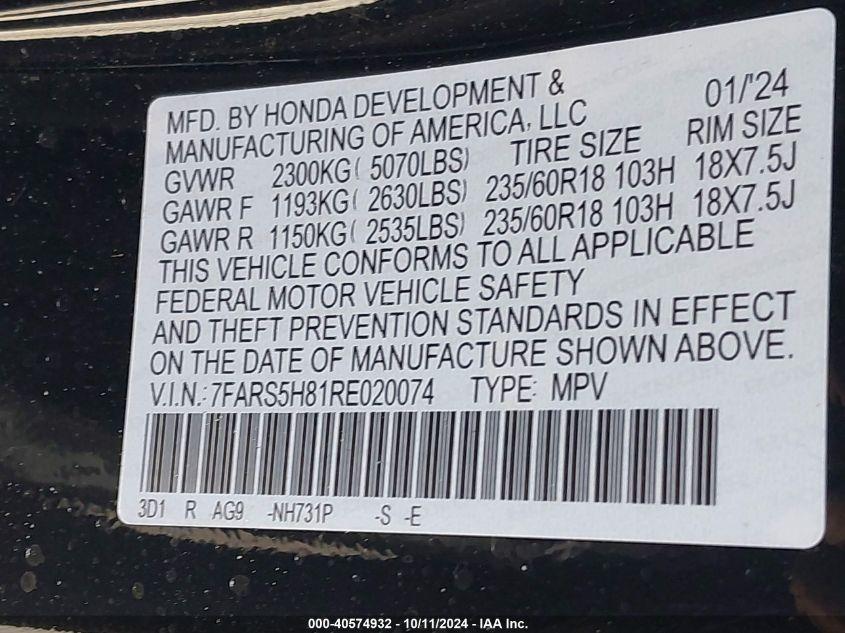 MFD. BY HONDA DEVELOPMENT & 01/'24
MANUFACTURING OF AMERICA, LLC
GVWR 2300KG( 5070LBS) TIRE SIZE RIM SIZE
GAWR F 1193KG( 2630LBS) 235/60R18 103H 18X7.5J
GAWR R 1150KG( 2535LBS) 235/60R18 103H 18X7.5J
THIS VEHICLE CONFORMS TO ALL APPLICABLE
FEDERAL MOTOR VEHICLE SAFETY
AND THEFT PREVENTION STANDARDS IN EFFECT
ON THE DATE OF MANUFACTURE SHOWN ABOVE.
V.I.N.: 7FARS5H81RE020074 TYPE: MPV
3D1 R AG9 -NH731P -S -E
000-40574932 - 10/11/2024 - IAA Inc.